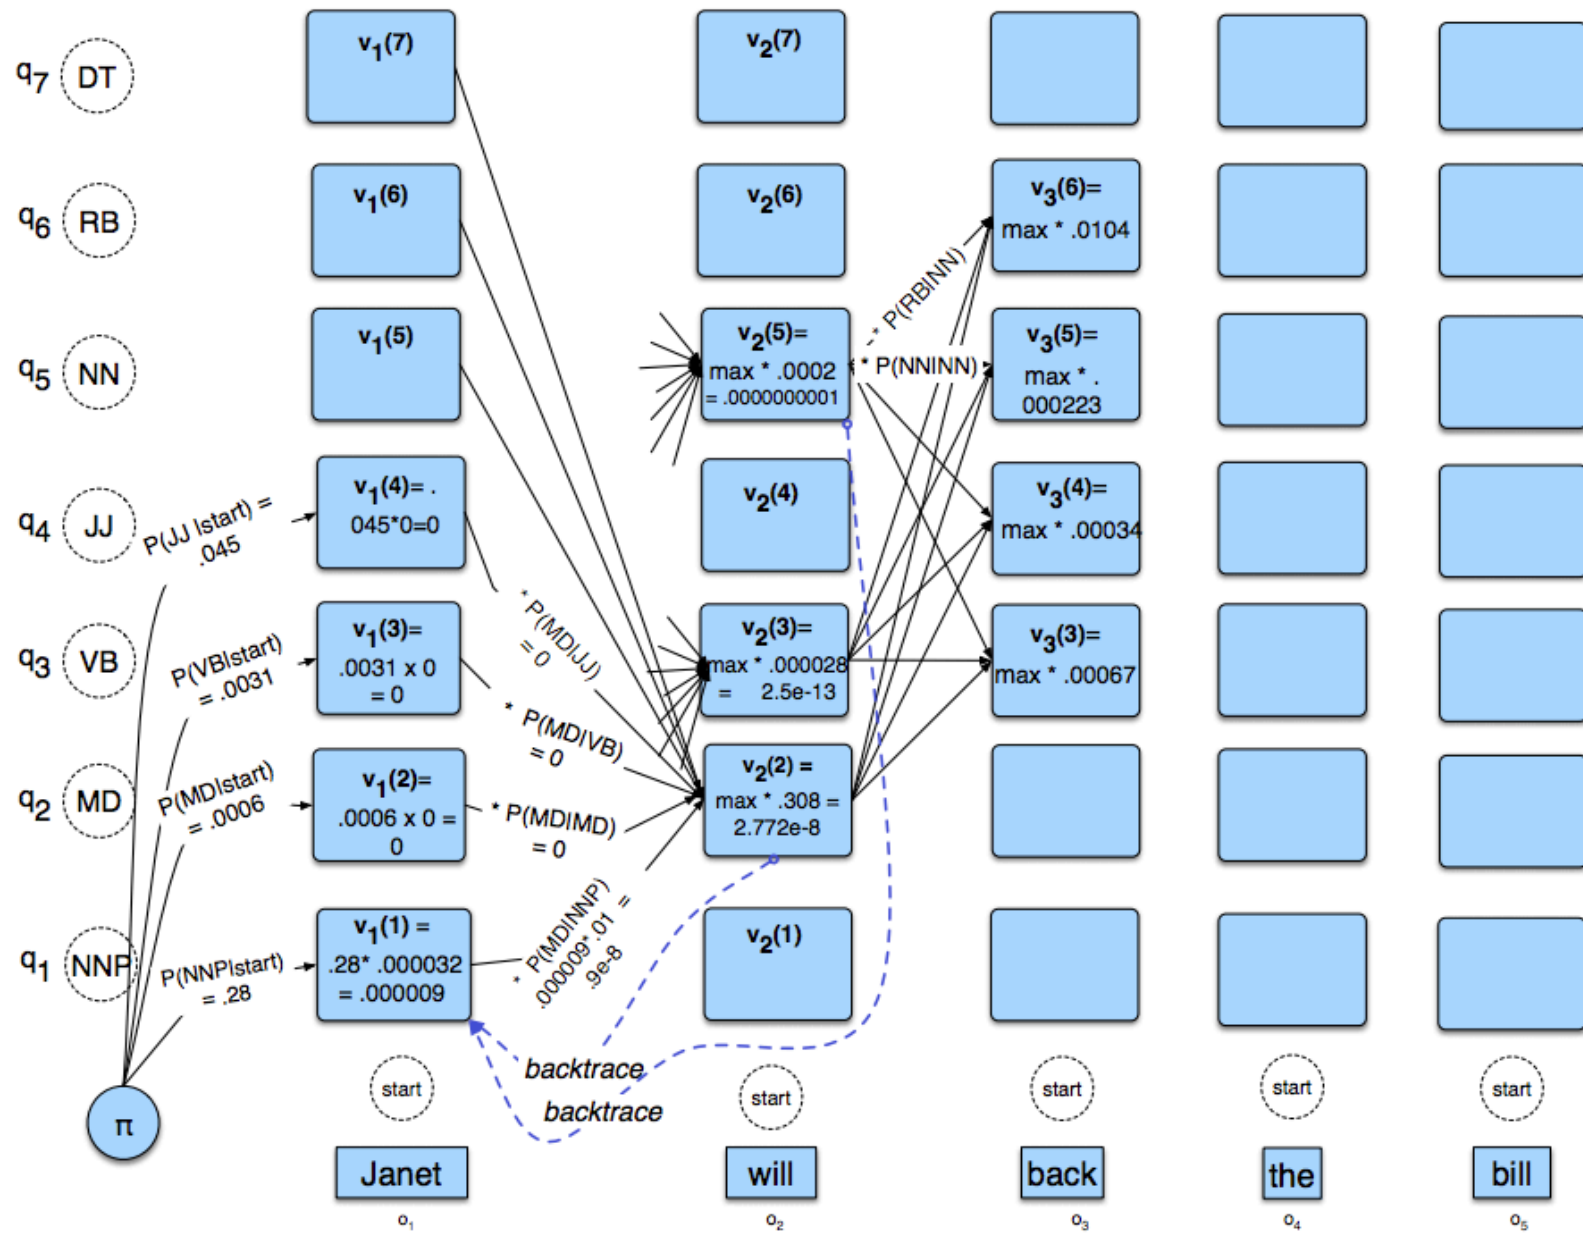 q7 DT
v1(7)
v2(7)
q6 RB
v1(6)
v2(6)
v3(6)=
max * .0104
q5 NN
v1(5)
v2(5)=
max * .0002
= .0000000001
* P(RB|NN)
* P(NN|NN)
v3(5)=
max * .
000223
q4 JJ
P(JJ |start) =
.045
v1(4)= .
045*0=0
* P(MD|JJ)
= 0
v2(4)
v3(4)=
max * .00034
q3 VB
P(VB|start)
= .0031
v1(3)=
.0031 x 0
= 0
* P(MD|VB)
= 0
v2(3)=
max * .000028
= 2.5e-13
v3(3)=
max * .00067
q2 MD
P(MD|start)
= .0006
v1(2)=
.0006 x 0 =
0
* P(MD|MD)
= 0
v2(2) =
max * .308 =
2.772e-8
q1 NNP
P(NNP|start)
= .28
v1(1) =
.28* .000032
= .000009
* P(MD|NNP)
.000009*.01 =
.9e-8
v2(1)
backtrace
backtrace
π
start
start
start
start
start
Janet
will
back
the
bill
o1
o2
o3
o4
o5